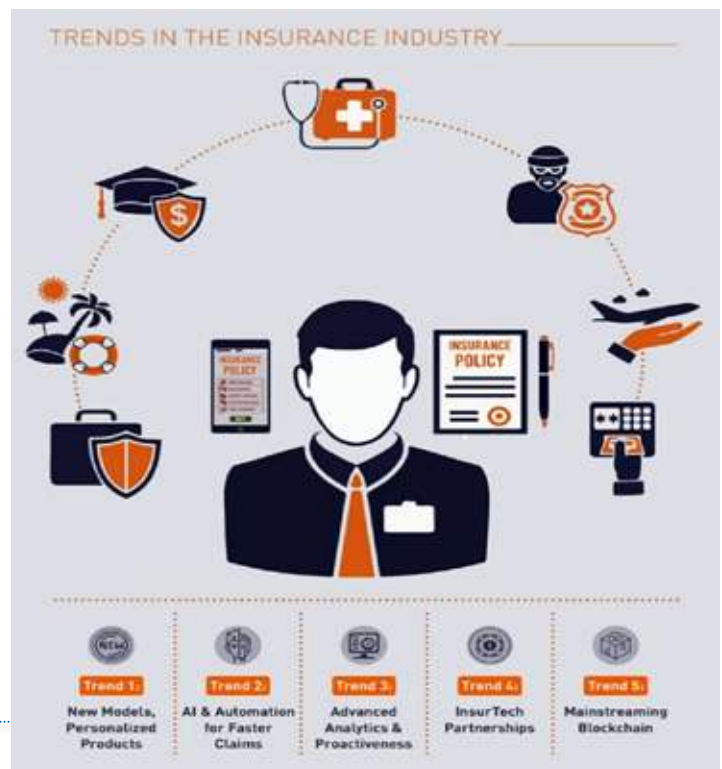 TRENDS IN THE INSURANCE INDUSTRY
$
INSURANCE
POLICY
INSURANCE
POLICY
NEW
Trend 1:
New Models,
Personalized
Products
Trend 2:
AI & Automation
for Faster
Claims
Trend 3:
Advanced
Analytics &
Proactiveness
Trend 4:
InsurTech
Partnerships
Trend 5:
Mainstreaming
Blockchain